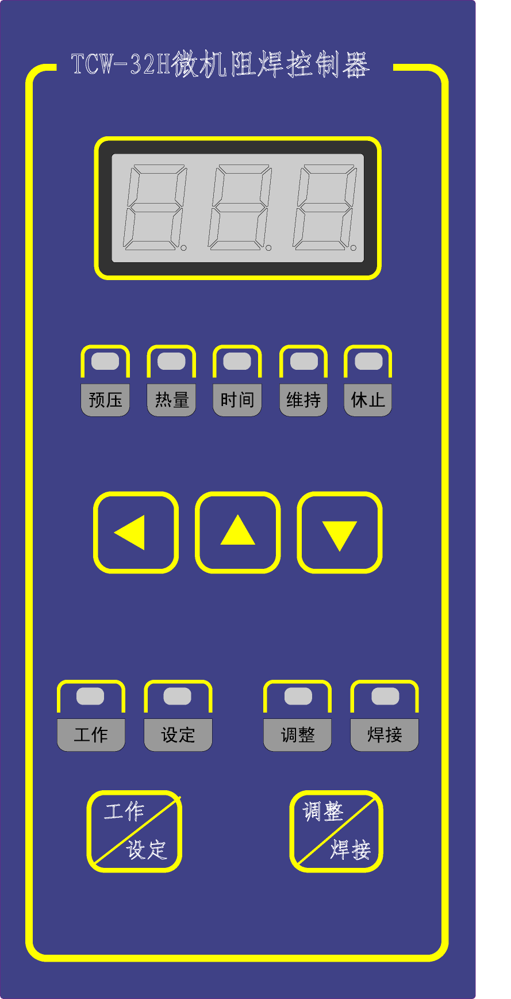 TCW-32H微机阻焊控制器
预压 热量 时间 维持 休止
工作 设定 调整 焊接
工作 调整
设定 焊接